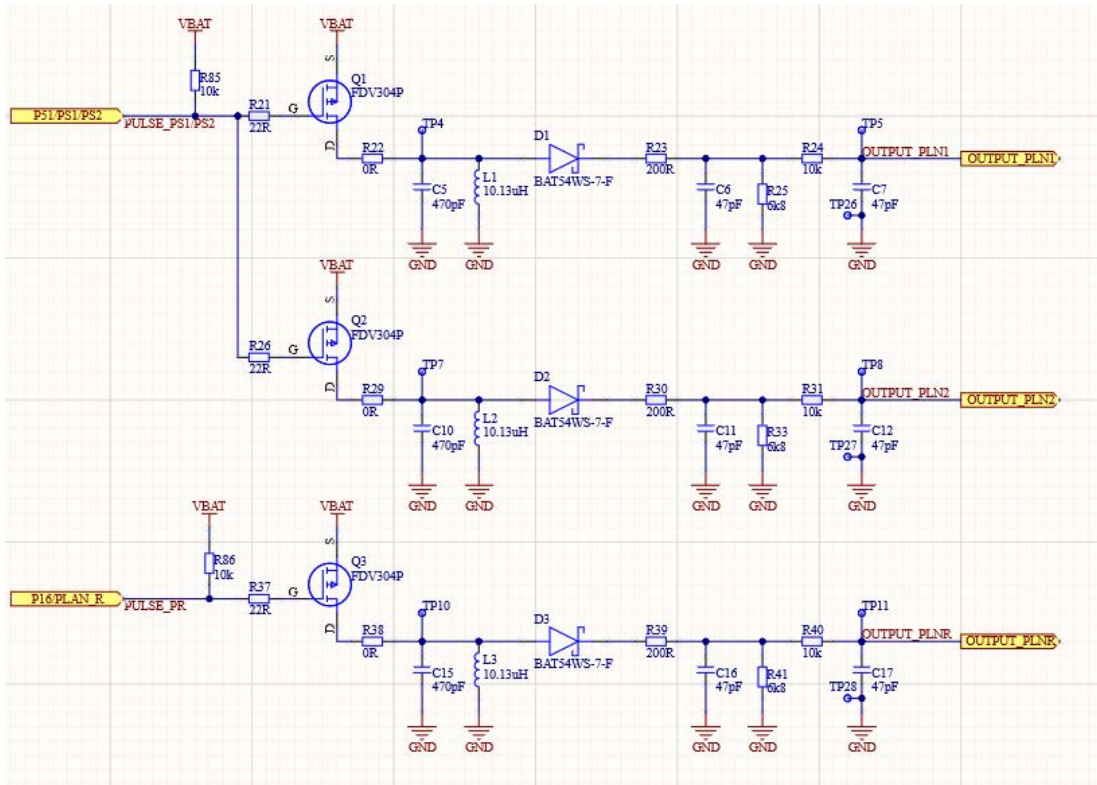 VBAT
VBAT
R85
10k
S
Q1
FDV304P
P51/PS1/PS2
PULSE_PS1/PS2
R21
22R
G
D
R22
0R
TP4
C5
470pF
L1
10.13uH
GND
GND
D1
BAT54WS-7-F
R23
200R
C6
47pF
GND
R25
6k8
GND
R24
10k
TP5
OUTPUT_PLN1
OUTPUT_PLN1
C7
47pF
TP26
GND
VBAT
S
Q2
FDV304P
R26
22R
G
D
R29
0R
TP7
C10
470pF
L2
10.13uH
GND
GND
D2
BAT54WS-7-F
R30
200R
C11
47pF
GND
R33
6k8
GND
R31
10k
TP8
OUTPUT_PLN2
OUTPUT_PLN2
C12
47pF
TP27
GND
VBAT
VBAT
R86
10k
S
Q3
FDV304P
P16/PLAN_R
PULSE_PR
R37
22R
G
D
R38
0R
TP10
C15
470pF
L3
10.13uH
GND
GND
D3
BAT54WS-7-F
R39
200R
C16
47pF
GND
R41
6k8
GND
R40
10k
TP11
OUTPUT_PLNR
OUTPUT_PLNR
C17
47pF
TP28
GND